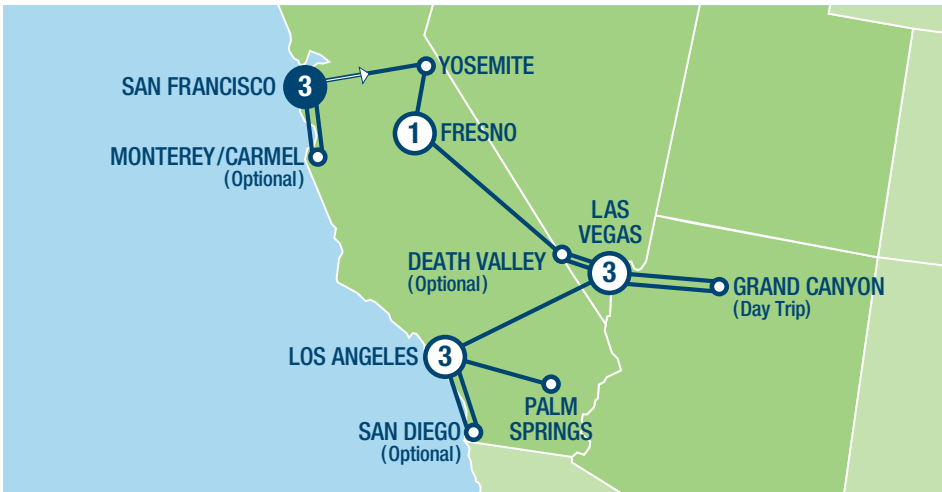 SAN FRANCISCO
3
YOSEMITE
1
FRESNO
MONTEREY/CARMEL
(Optional)
LAS
VEGAS
3
DEATH VALLEY
(Optional)
GRAND CANYON
(Day Trip)
LOS ANGELES
3
PALM
SPRINGS
SAN DIEGO
(Optional)